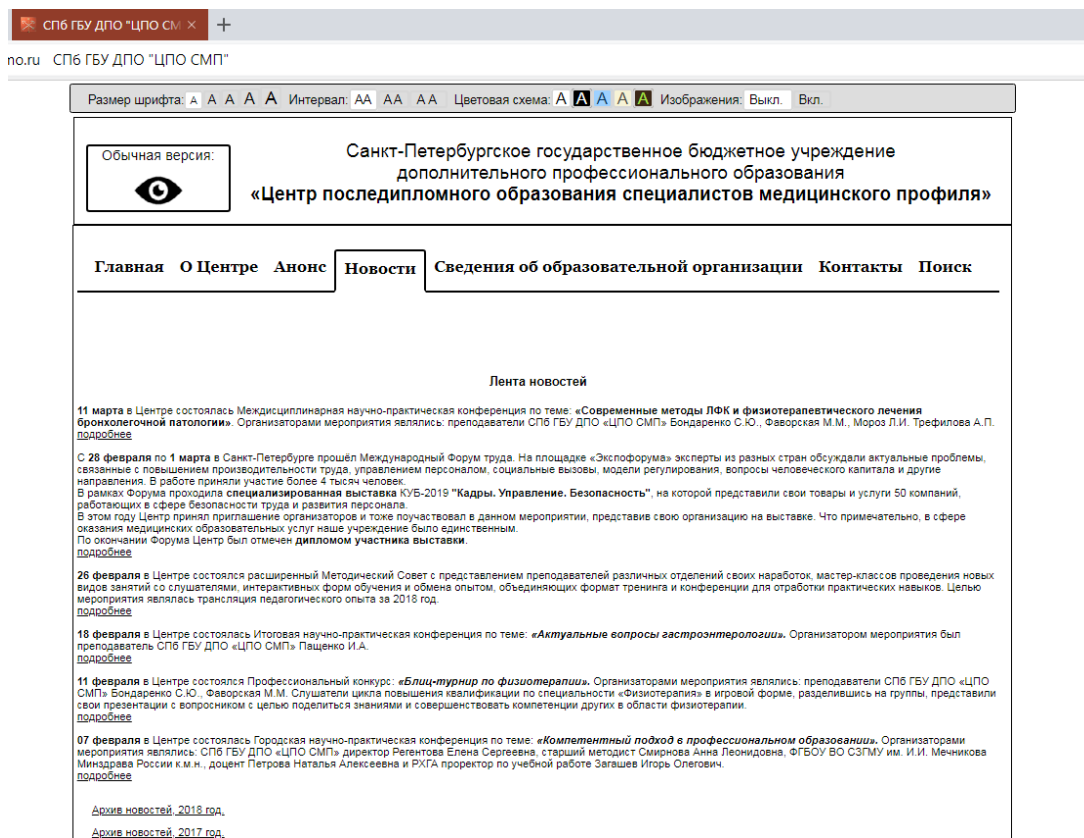 СПб ГБУ ДПО "ЦПО СМ
no.ru СПб ГБУ ДПО "ЦПО СМП"
Размер шрифта: A A A A A Интервал: AA AA AA Цветовая схема: A A A A A Изображения: Выкл. Вкл.
Обычная версия:
Санкт-Петербургское государственное бюджетное учреждение
дополнительного профессионального образования
«Центр последипломного образования специалистов медицинского профиля»
Главная О Центре Анонс Новости Сведения об образовательной организации Контакты Поиск
Лента новостей
11 марта в Центре состоялась Междисциплинарная научно-практическая конференция по теме: «Современные методы ЛФК и физиотерапевтического лечения
бронхолегочной патологии». Организаторами мероприятия являлись: преподаватели СПб ГБУ ДПО «ЦПО СМП» Бондаренко С.Ю., Фаворская М.М., Мороз Л.И. Трефилова А.П.
подробнее
С 28 февраля по 1 марта в Санкт-Петербурге прошёл Международный Форум труда. На площадке «Экспофорума» эксперты из разных стран обсуждали актуальные проблемы,
связанные с повышением производительности труда, управлением персоналом, социальные вызовы, модели регулирования, вопросы человеческого капитала и другие
направления. В работе приняли участие более 4 тысяч человек.
В рамках Форума проходила специализированная выставка КУБ-2019 "Кадры. Управление. Безопасность", на которой представили свои товары и услуги 50 компаний,
работающих в сфере безопасности труда и развития персонала.
В этом году Центр принял приглашение организаторов и тоже поучаствовал в данном мероприятии, представив свою организацию на выставке. Что примечательно, в сфере
оказания медицинских образовательных услуг наше учреждение было единственным.
По окончании Форума Центр был отмечен дипломом участника выставки.
подробнее
26 февраля в Центре состоялся расширенный Методический Совет с представлением преподавателей различных отделений своих наработок, мастер-классов проведения новых
видов занятий со слушателями, интерактивных форм обучения и обмена опытом, объединяющих формат тренинга и конференции для отработки практических навыков. Целью
мероприятия являлась трансляция педагогического опыта за 2018 год.
подробнее
18 февраля в Центре состоялась Итоговая научно-практическая конференция по теме: «Актуальные вопросы гастроэнтерологии». Организатором мероприятия был
преподаватель СПб ГБУ ДПО «ЦПО СМП» Пащенко И.А.
подробнее
11 февраля в Центре состоялся Профессиональный конкурс: «Блиц-турнир по физиотерапии». Организаторами мероприятия являлись: преподаватели СПб ГБУ ДПО «ЦПО
СМП» Бондаренко С.Ю., Фаворская М.М. Слушатели цикла повышения квалификации по специальности «Физиотерапия» в игровой форме, разделившись на группы, представили
свои презентации с вопросником с целью поделиться знаниями и совершенствовать компетенции других в области физиотерапии.
подробнее
07 февраля в Центре состоялась Городская научно-практическая конференция по теме: «Компетентный подход в профессиональном образовании». Организаторами
мероприятия являлись: СПб ГБУ ДПО «ЦПО СМП» директор Регентова Елена Сергеевна, старший методист Смирнова Анна Леонидовна, ФГБОУ ВО СЗГМУ им. И.И. Мечникова
Минздрава России к.м.н., доцент Петрова Наталья Алексеевна и РХГА проректор по учебной работе Загашев Игорь Олегович.
подробнее
Архив новостей, 2018 год.
Архив новостей, 2017 год.